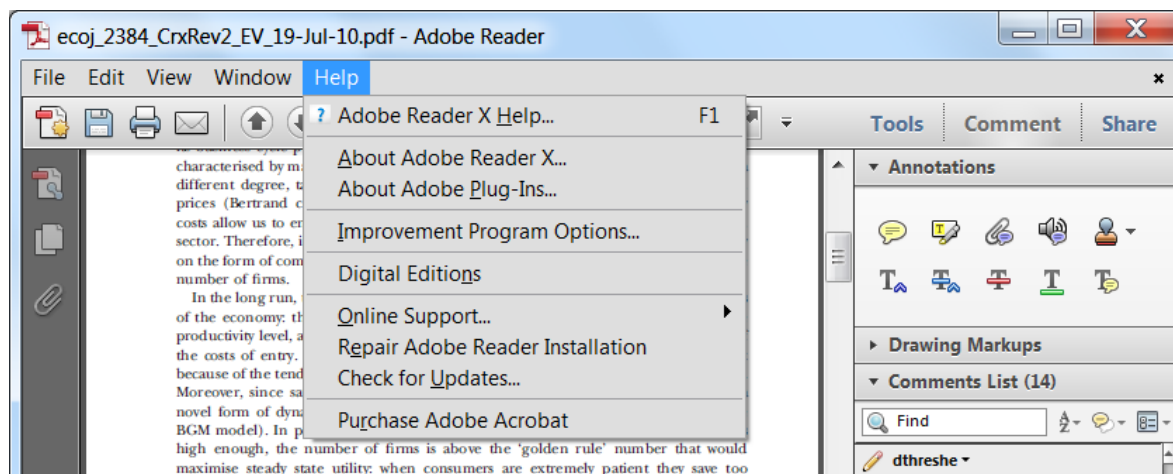 ecoj_2384_CrxRev2_EV_19-Jul-10.pdf - Adobe Reader
File Edit View Window Help
Adobe Reader X Help... F1
About Adobe Reader X...
About Adobe Plug-Ins...
Improvement Program Options...
Digital Editions
Online Support...
Repair Adobe Reader Installation
Check for Updates...
Purchase Adobe Acrobat
Tools Comment Share
Annotations
Drawing Markups
Comments List (14)
Find
dthreshe
characterised by m
different degree, t
prices (Bertrand c
costs allow us to er
sector. Therefore, i
on the form of com
number of firms.
In the long run,
of the economy: th
productivity level, a
the costs of entry.
because of the tend
Moreover, since sa
novel form of dyna
BGM model). In p
high enough, the number of firms is above the ‘golden rule’ number that would
maximise steady state utility: when consumers are extremely patient they save too